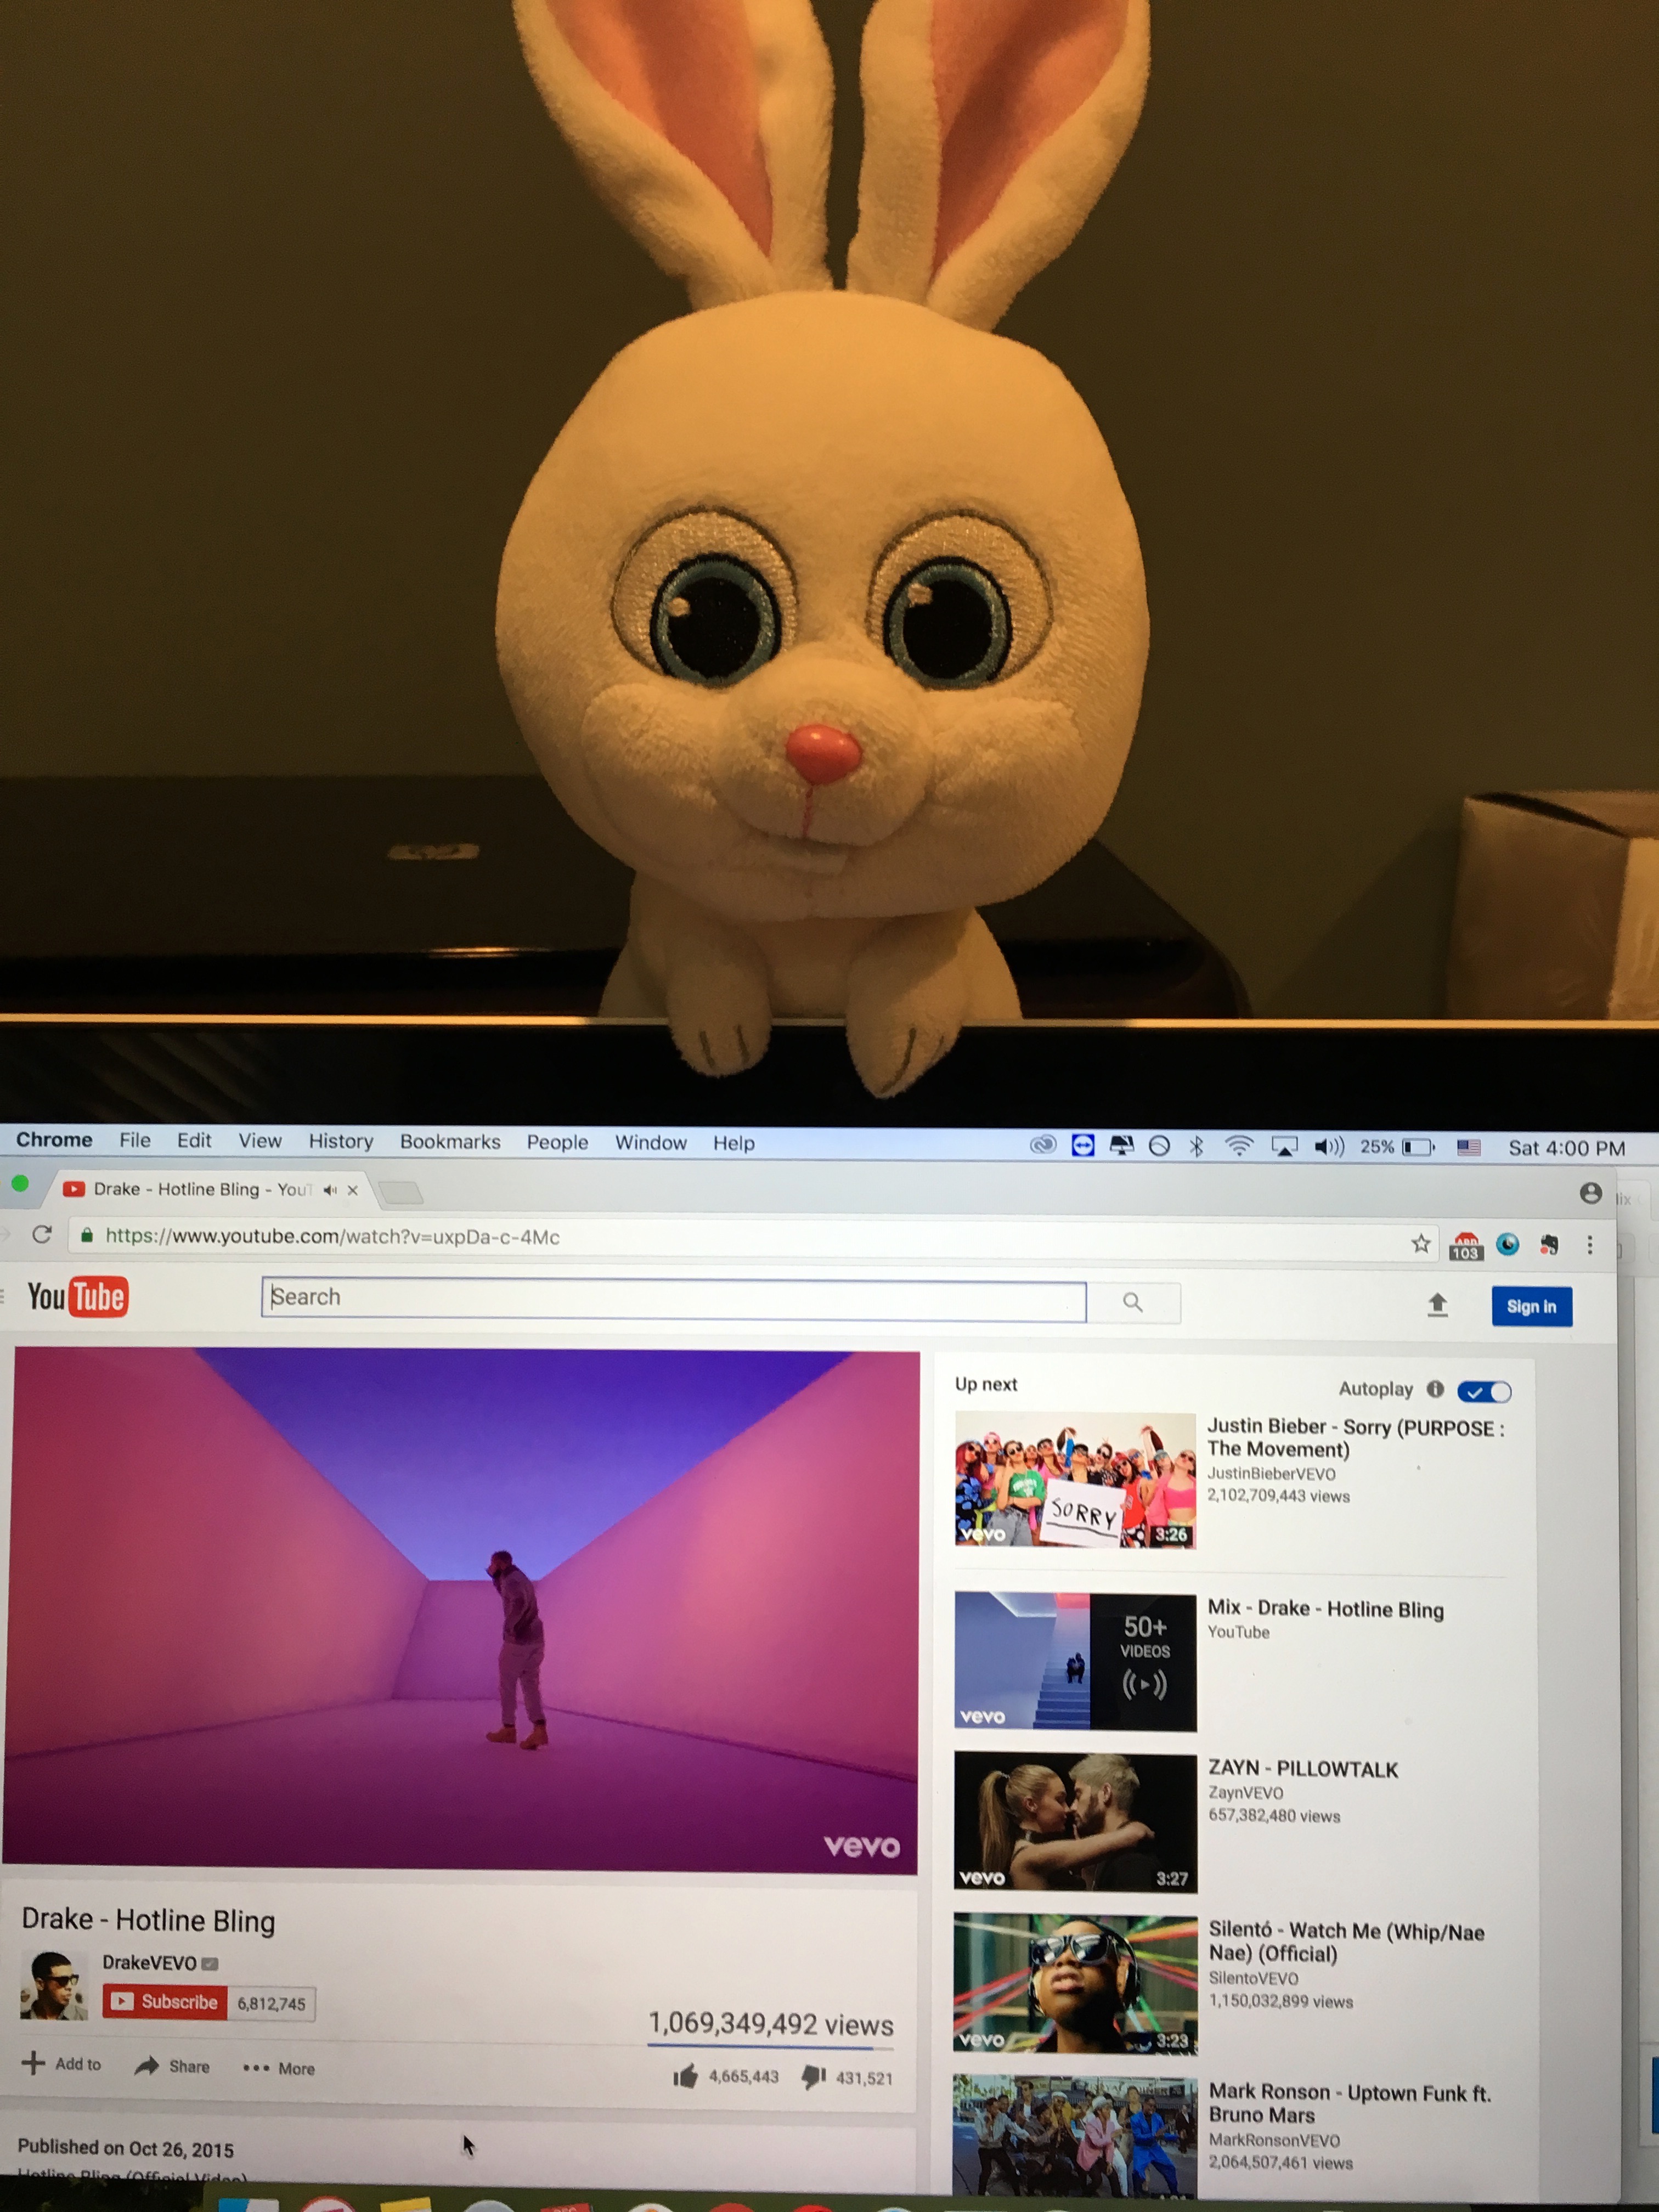 Chrome File Edit View History Bookmarks People Window Help 25% Sat 4:00 PM
Drake - Hotline Bling - YouT
https://www.youtube.com/watch?v=uxpDa-c-4Mc
ABP
103
YouTube
Search
Sign in
vevo
Drake - Hotline Bling
DrakeVEVO
Subscribe 6,812,745
1,069,349,492 views
Add to Share More
4,665,443 431,521
Published on Oct 26, 2015
Hotline Bling (Official Video)
Up next
Autoplay
SORRY
vevo
3:26
Justin Bieber - Sorry (PURPOSE :
The Movement)
JustinBieberVEVO
2,102,709,443 views
50+
VIDEOS
vevo
Mix - Drake - Hotline Bling
YouTube
vevo
3:27
ZAYN - PILLOWTALK
ZaynVEVO
657,382,480 views
vevo
3:23
Silentó - Watch Me (Whip/Nae
Nae) (Official)
SilentoVEVO
1,150,032,899 views
Mark Ronson - Uptown Funk ft.
Bruno Mars
MarkRonsonVEVO
2,064,507,461 views